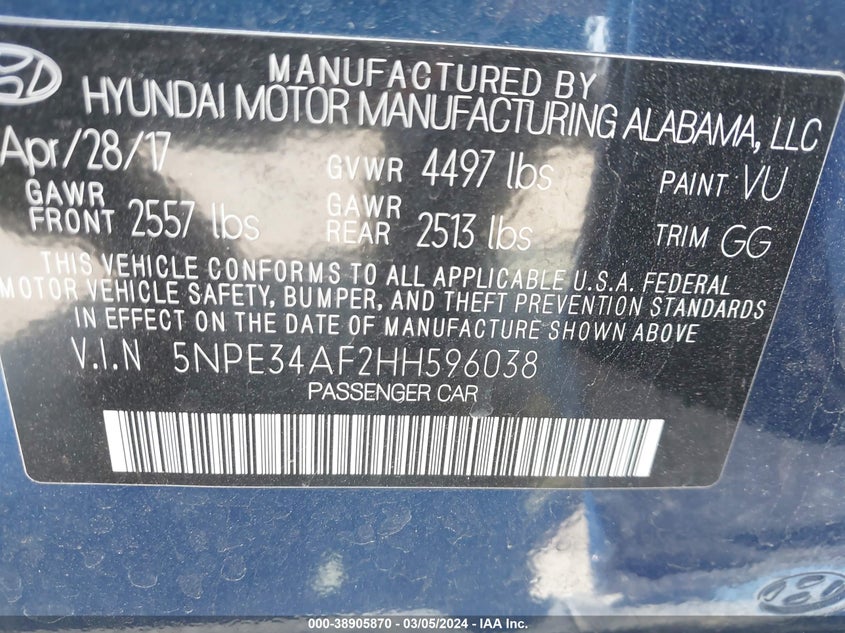 MANUFACTURED BY
HYUNDAI MOTOR MANUFACTURING ALABAMA, LLC
Apr/28/17 GVWR 4497 lbs PAINT VU
GAWR FRONT 2557 lbs GAWR REAR 2513 lbs TRIM GG
THIS VEHICLE CONFORMS TO ALL APPLICABLE U.S.A. FEDERAL
MOTOR VEHICLE SAFETY, BUMPER, AND THEFT PREVENTION STANDARDS
IN EFFECT ON THE DATE OF MANUFACTURE SHOWN ABOVE
V.I.N 5NPE34AF2HH596038
PASSENGER CAR
000-38905870 - 03/05/2024 - IAA Inc.